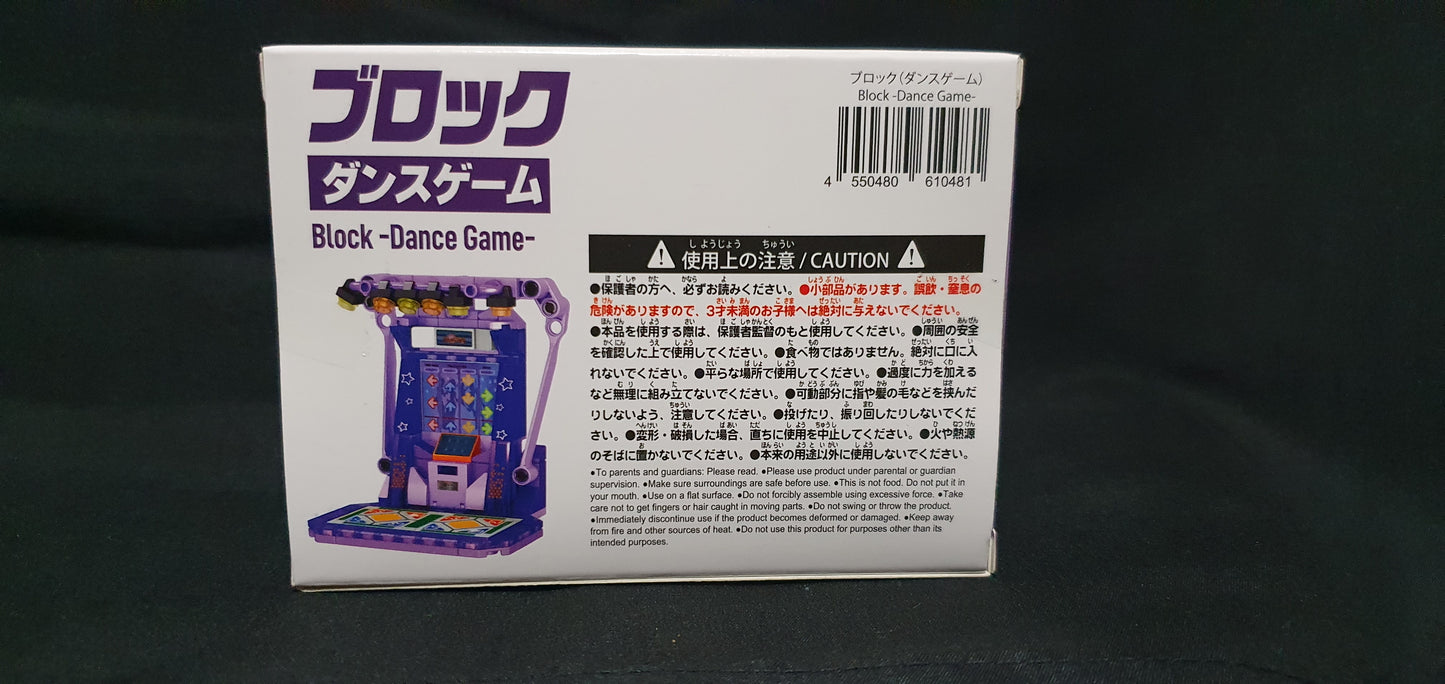 ブロック
ダンスゲーム
Block -Dance Game-
ブロック(ダンスゲーム)
Block -Dance Game-
4 550480 610481
使用上の注意 / CAUTION
●保護者の方へ、必ずお読みください。●小部品があります。誤飲・窒息の
危険がありますので、3才未満のお子様へは絶対に与えないでください。
●本品を使用する際は、保護者監督のもと使用してください。●周囲の安全
を確認した上で使用してください。●食べ物ではありません。絶対に口に入
れないでください。●平らな場所で使用してください。●過度に力を加える
など無理に組み立てないでください。●可動部分に指や髪の毛などを挟んだ
りしないよう、注意してください。●投げたり、振り回したりしないでくだ
さい。●変形・破損した場合、直ちに使用を中止してください。●火や熱源
のそばに置かないでください。●本来の用途以外に使用しないでください。
●To parents and guardians: Please read. ●Please use product under parental or guardian
supervision. ●Make sure surroundings are safe before use. ●This is not food. Do not put it in
your mouth. ●Use on a flat surface. ●Do not forcibly assemble using excessive force. ●Take
care not to get fingers or hair caught in moving parts. ●Do not swing or throw the product.
●Immediately discontinue use if the product becomes deformed or damaged. ●Keep away
from fire and other sources of heat. ●Do not use this product for purposes other than its
intended purposes.